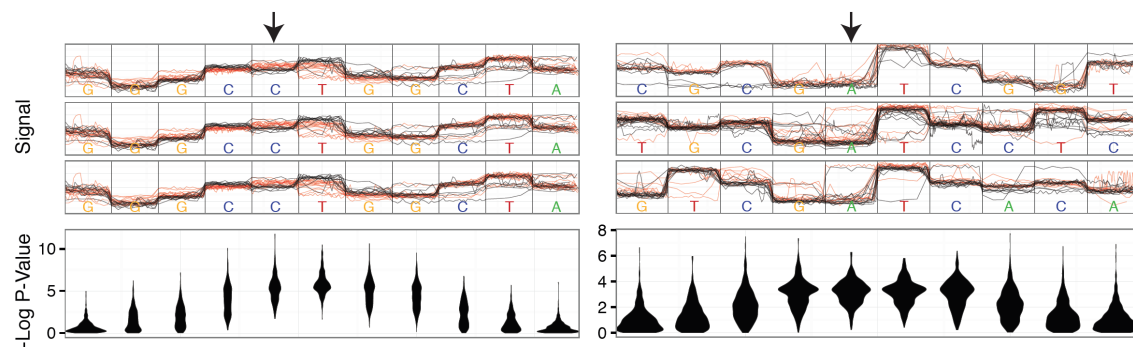 Signal
G G G C C T G G C T A
G G G C C T G G C T A
G G G C C T G G C T A
C G C G A T C G G T
T G C G A T C C T C
G T C G A T C A C A
-Log P-Value
10
5
0
8
6
4
2
0